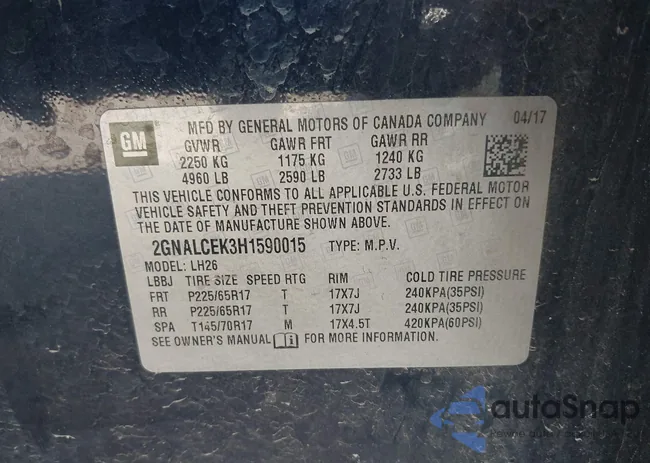 GM
MFD BY GENERAL MOTORS OF CANADA COMPANY 04/17
GVWR GAWR FRT GAWR RR
2250 KG 1175 KG 1240 KG
4960 LB 2590 LB 2733 LB
THIS VEHICLE CONFORMS TO ALL APPLICABLE U.S. FEDERAL MOTOR
VEHICLE SAFETY AND THEFT PREVENTION STANDARDS IN EFFECT ON
THE DATE OF MANUFACTURE SHOWN ABOVE.
2GNALCEK3H1590015 TYPE: M.P.V.
MODEL: LH26
LBBJ TIRE SIZE SPEED RTG RIM COLD TIRE PRESSURE
FRT P225/65R17 T 17X7J 240KPA(35PSI)
RR P225/65R17 T 17X7J 240KPA(35PSI)
SPA T145/70R17 M 17X4.5T 420KPA(60PSI)
SEE OWNER'S MANUAL FOR MORE INFORMATION.
autoSnap